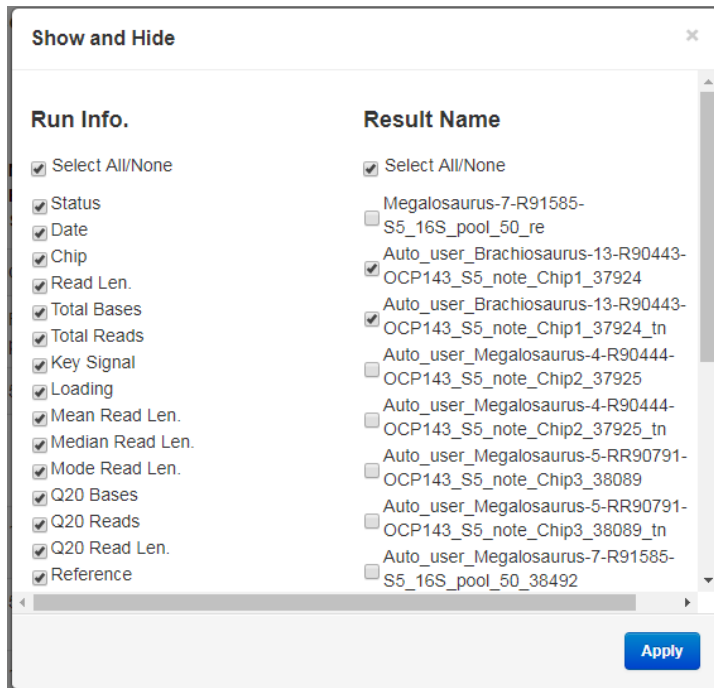 Show and Hide
×
Run Info.
Select All/None
Status
Date
Chip
Read Len.
Total Bases
Total Reads
Key Signal
Loading
Mean Read Len.
Median Read Len.
Mode Read Len.
Q20 Bases
Q20 Reads
Q20 Read Len.
Reference
Result Name
Select All/None
Megalosaurus-7-R91585-
S5_16S_pool_50_re
Auto_user_Brachiosaurus-13-R90443-
OCP143_S5_note_Chip1_37924
Auto_user_Brachiosaurus-13-R90443-
OCP143_S5_note_Chip1_37924_tn
Auto_user_Megalosaurus-4-R90444-
OCP143_S5_note_Chip2_37925
Auto_user_Megalosaurus-4-R90444-
OCP143_S5_note_Chip2_37925_tn
Auto_user_Megalosaurus-5-RR90791-
OCP143_S5_note_Chip3_38089
Auto_user_Megalosaurus-5-RR90791-
OCP143_S5_note_Chip3_38089_tn
Auto_user_Megalosaurus-7-R91585-
S5_16S_pool_50_38492
Apply